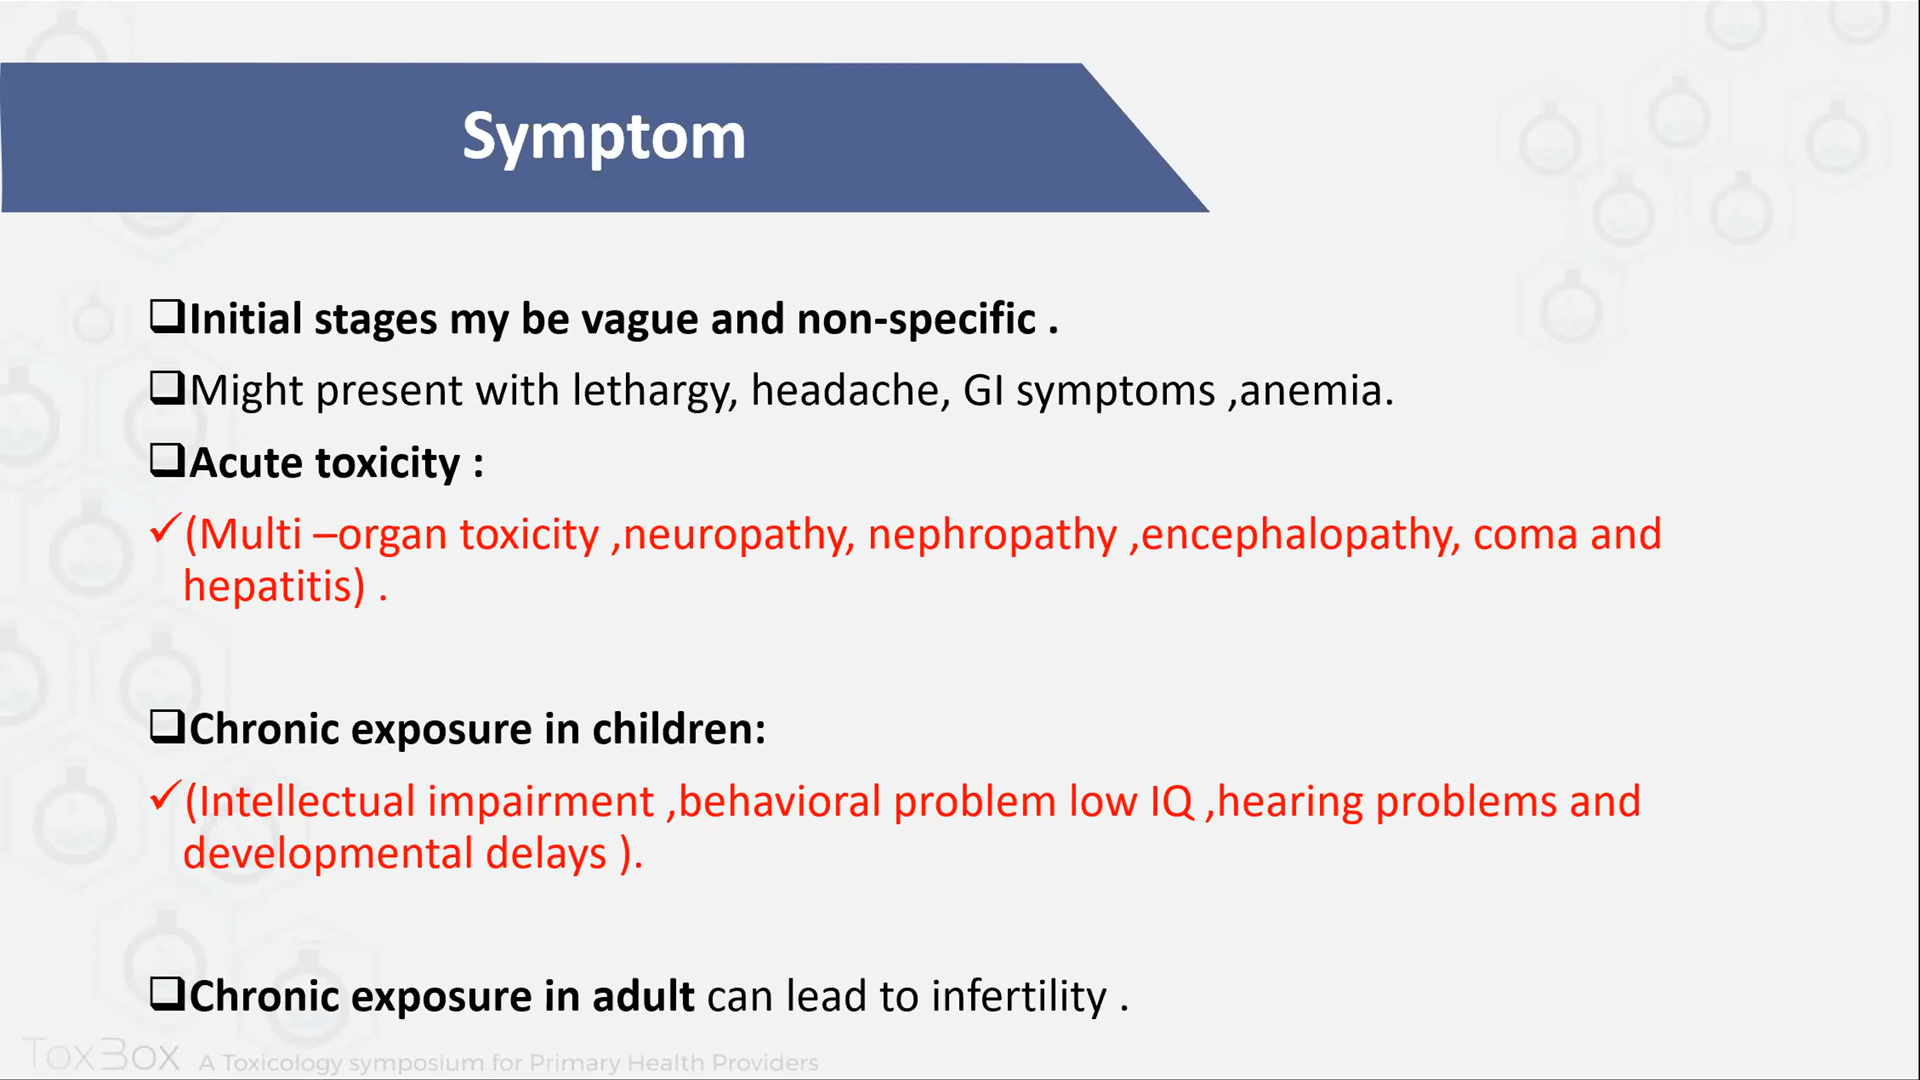 Symptom
❑Initial stages my be vague and non-specific .
❑Might present with lethargy, headache, GI symptoms ,anemia.
❑Acute toxicity :
✓(Multi –organ toxicity ,neuropathy, nephropathy ,encephalopathy, coma and
hepatitis) .
❑Chronic exposure in children:
✓(Intellectual impairment ,behavioral problem low IQ ,hearing problems and
developmental delays ).
❑Chronic exposure in adult can lead to infertility .
ToxBox A Toxicology symposium for Primary Health Providers